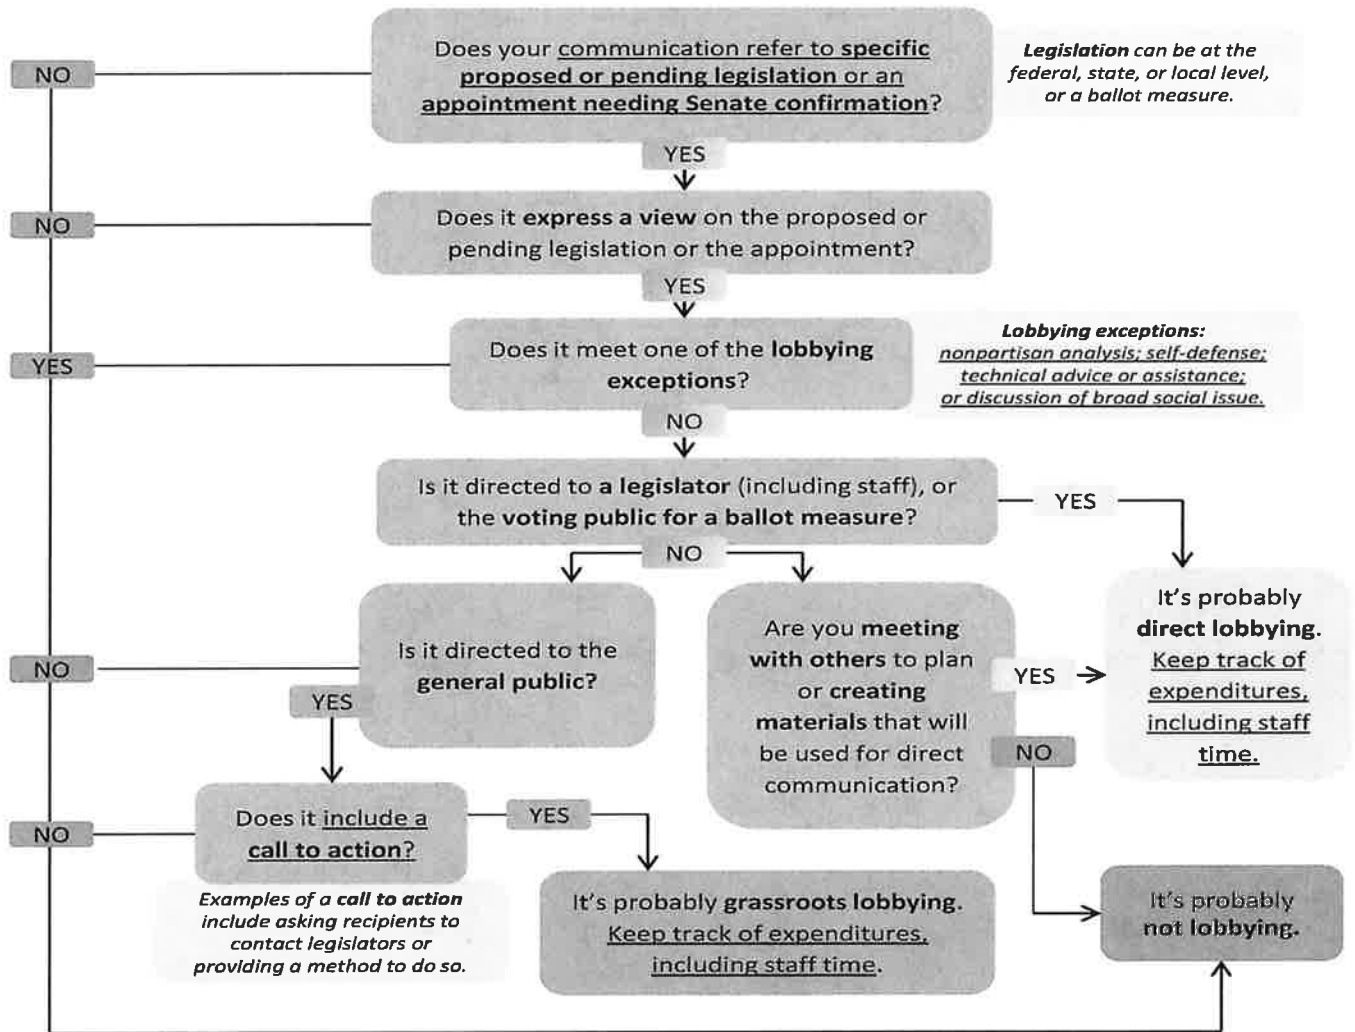 Does your communication refer to specific
proposed or pending legislation or an
appointment needing Senate confirmation?
Legislation can be at the
federal, state, or local level,
or a ballot measure.
NO
YES
Does it express a view on the proposed or
pending legislation or the appointment?
NO
YES
Does it meet one of the lobbying
exceptions?
Lobbying exceptions:
nonpartisan analysis; self-defense;
technical advice or assistance;
or discussion of broad social issue.
YES
NO
Is it directed to a legislator (including staff), or
the voting public for a ballot measure?
YES
NO
Is it directed to the
general public?
NO
YES
Are you meeting
with others to plan
or creating
materials that will
be used for direct
communication?
YES
NO
It's probably
direct lobbying.
Keep track of
expenditures,
including staff
time.
Does it include a
call to action?
NO
YES
Examples of a call to action
include asking recipients to
contact legislators or
providing a method to do so.
It's probably grassroots lobbying.
Keep track of expenditures,
including staff time.
It's probably
not lobbying.